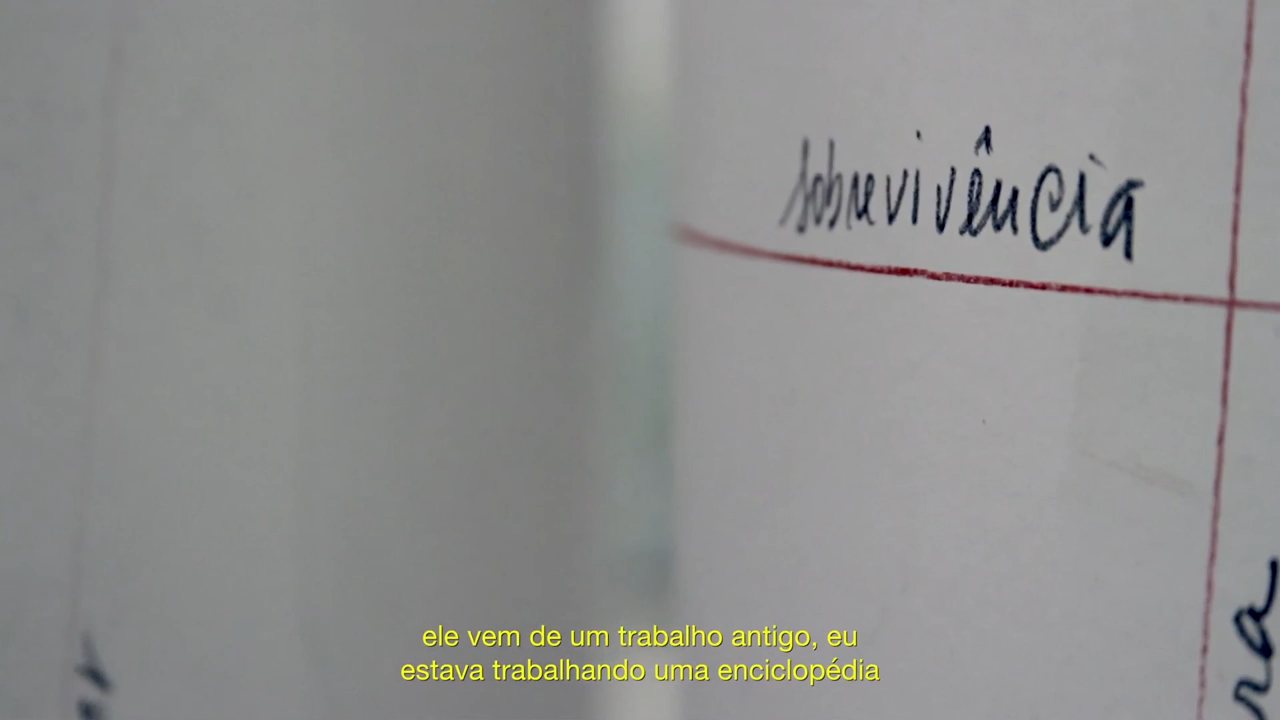 sobrevivência
ele vem de um trabalho antigo, eu
estava trabalhando uma enciclopédia